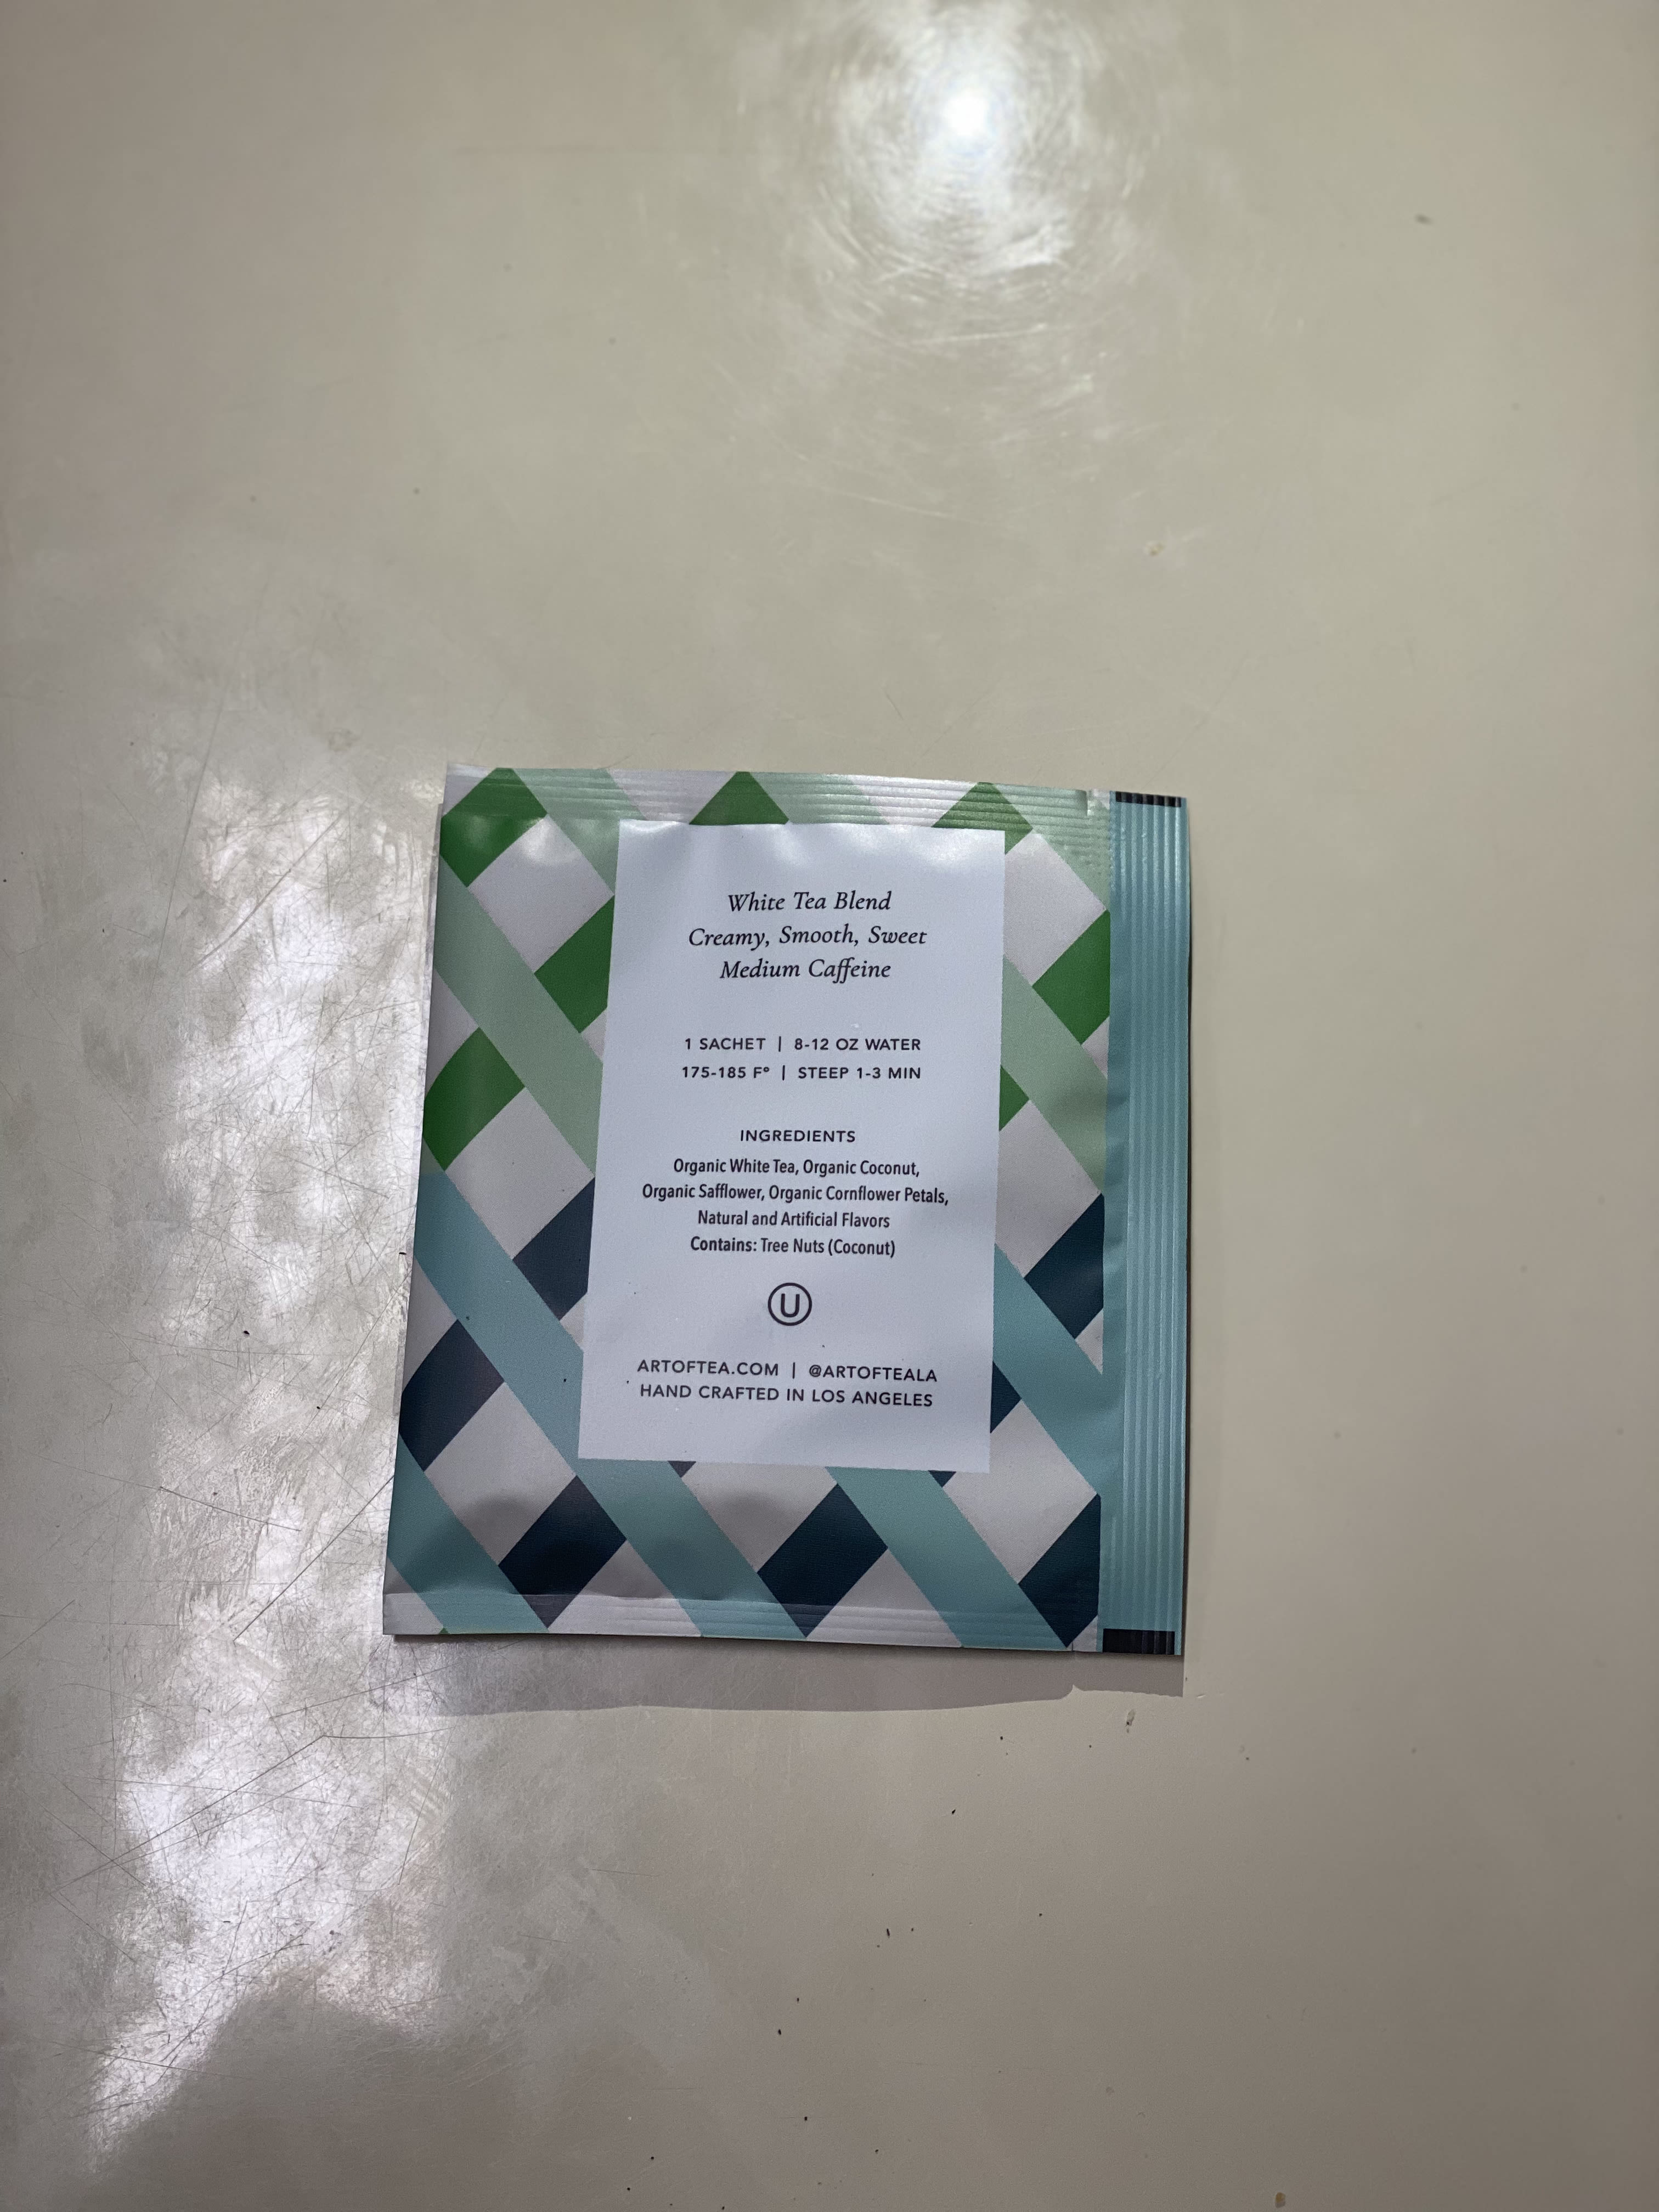 White Tea Blend
Creamy, Smooth, Sweet
Medium Caffeine
1 SACHET | 8-12 OZ WATER
175-185 F° | STEEP 1-3 MIN
INGREDIENTS
Organic White Tea, Organic Coconut,
Organic Safflower, Organic Cornflower Petals,
Natural and Artificial Flavors
Contains: Tree Nuts (Coconut)
U
ARTOFTEA.COM | @ARTOFTEALA
HAND CRAFTED IN LOS ANGELES